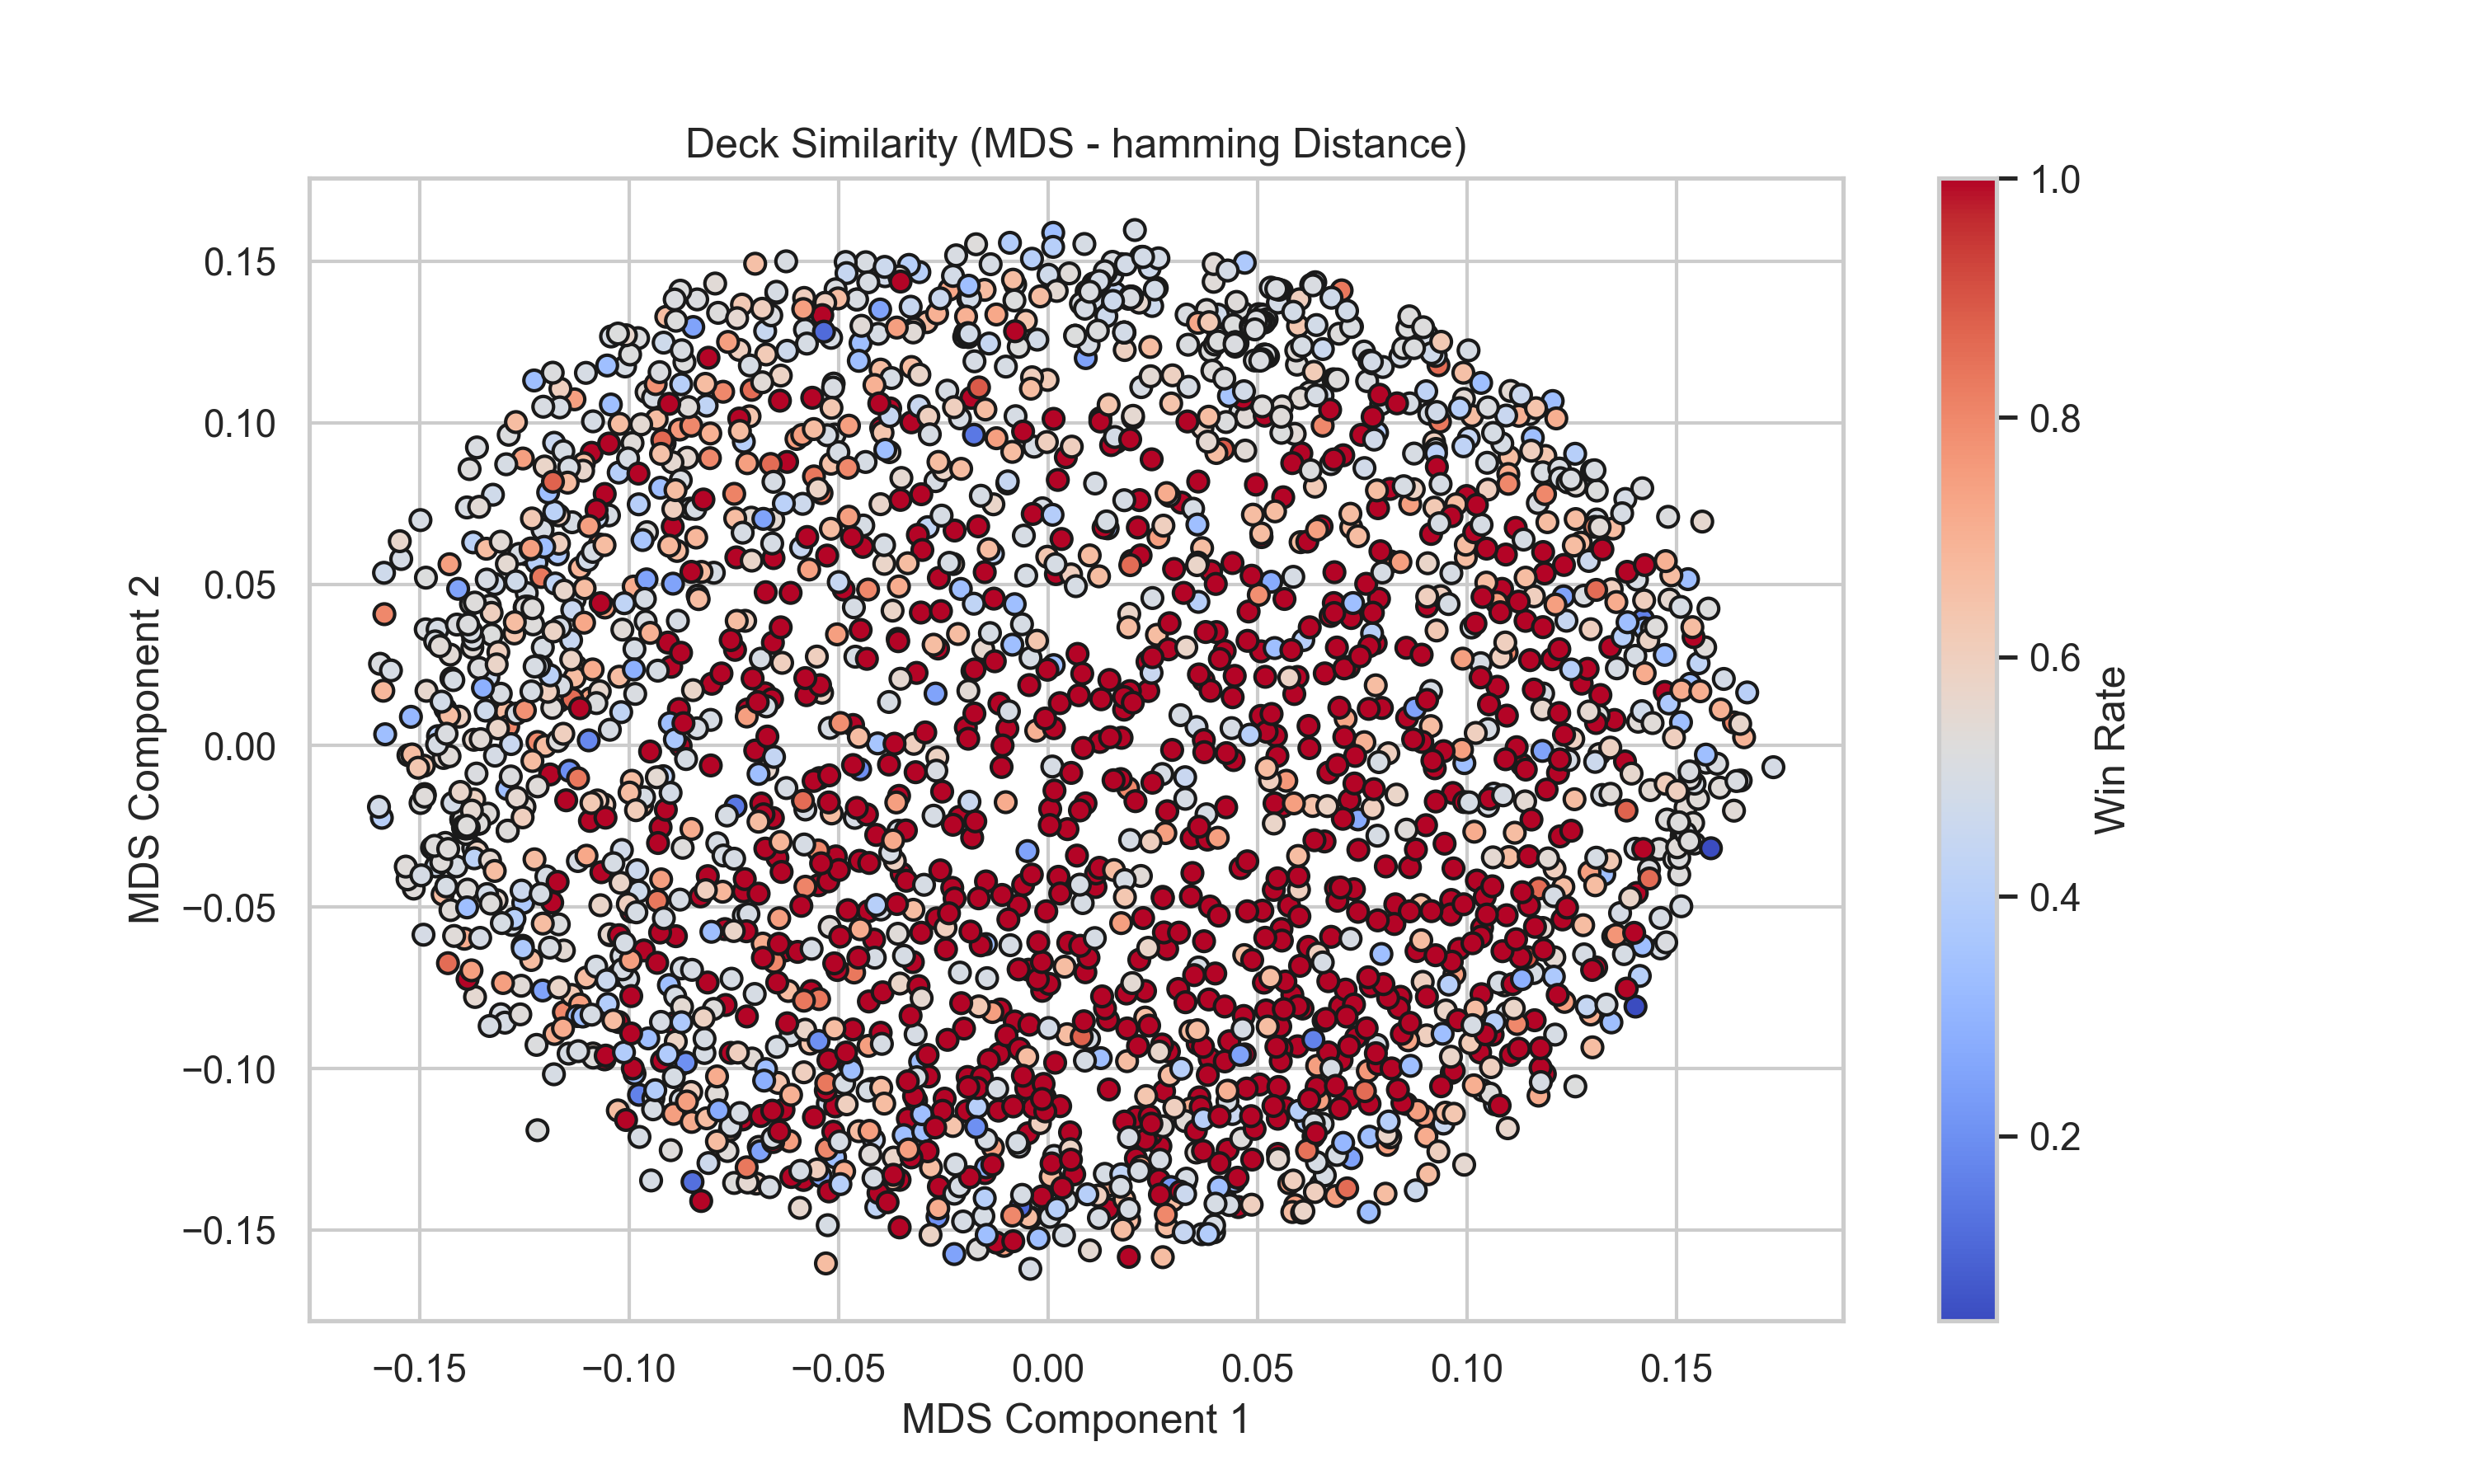 Deck Similarity (MDS - hamming Distance)
MDS Component 2
0.15
0.10
0.05
0.00
−0.05
−0.10
−0.15
−0.15 −0.10 −0.05 0.00 0.05 0.10 0.15
MDS Component 1
1.0
0.8
0.6
0.4
0.2
Win Rate